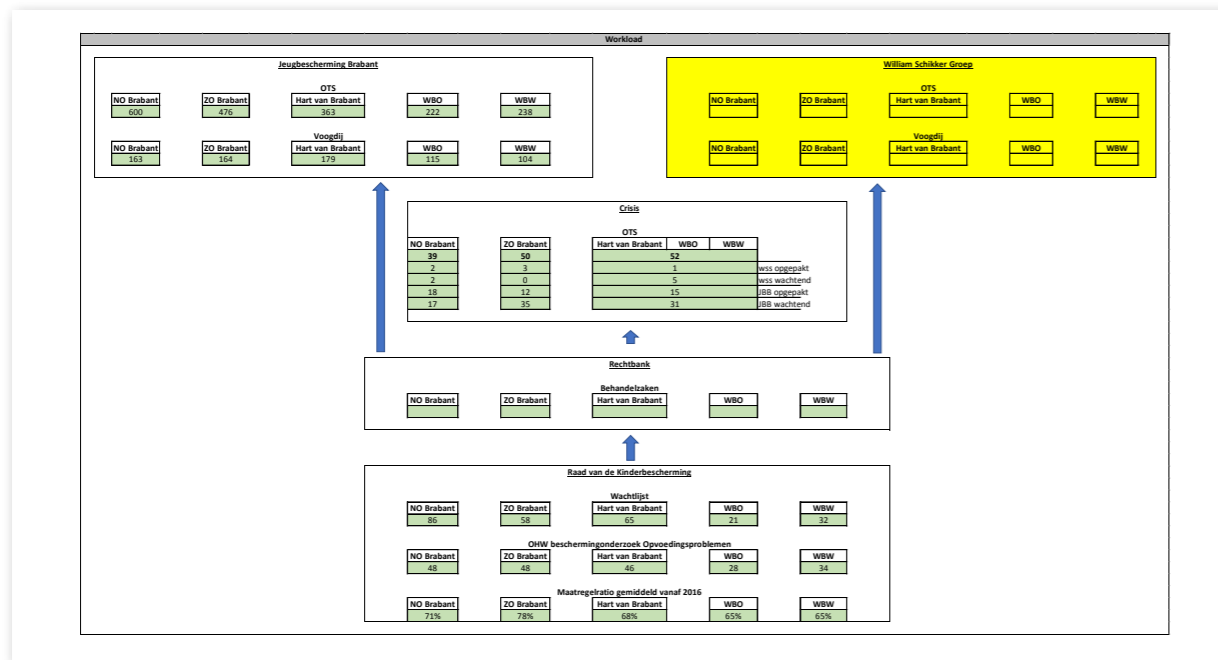 Workload
Jeugbescherming Brabant
OTS
NO Brabant ZO Brabant Hart van Brabant WBO WBW
600 476 363 222 238
Voogdij
NO Brabant ZO Brabant Hart van Brabant WBO WBW
163 164 179 115 104
William Schikker Groep
OTS
NO Brabant ZO Brabant Hart van Brabant WBO WBW
Voogdij
NO Brabant ZO Brabant Hart van Brabant WBO WBW
Crisis
OTS
NO Brabant ZO Brabant Hart van Brabant WBO WBW
39 50 52
2 3 1 wss opgepakt
2 0 5 wss wachtend
18 12 15 JBB opgepakt
17 35 31 JBB wachtend
Rechtbank
Behandelzaken
NO Brabant ZO Brabant Hart van Brabant WBO WBW
Raad van de Kinderbescherming
Wachtlijst
NO Brabant ZO Brabant Hart van Brabant WBO WBW
86 58 65 21 32
OHW beschermingonderzoek Opvoedingsproblemen
NO Brabant ZO Brabant Hart van Brabant WBO WBW
48 48 46 28 34
Maatregelratio gemiddeld vanaf 2016
NO Brabant ZO Brabant Hart van Brabant WBO WBW
71% 78% 68% 65% 65%